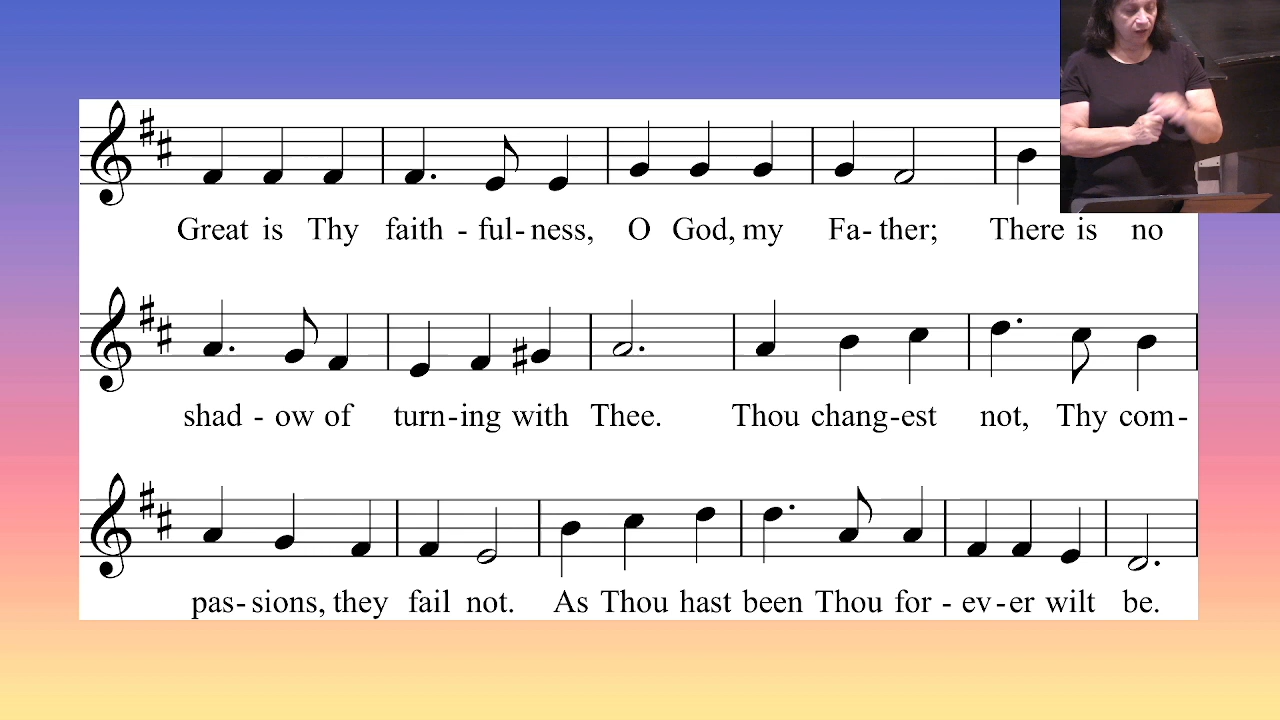 Great is Thy faith - ful- ness, O God, my Fa- ther; There is no
shad - ow of turn-ing with Thee. Thou chang-est not, Thy com-
pas- sions, they fail not. As Thou hast been Thou for - ev-er wilt be.